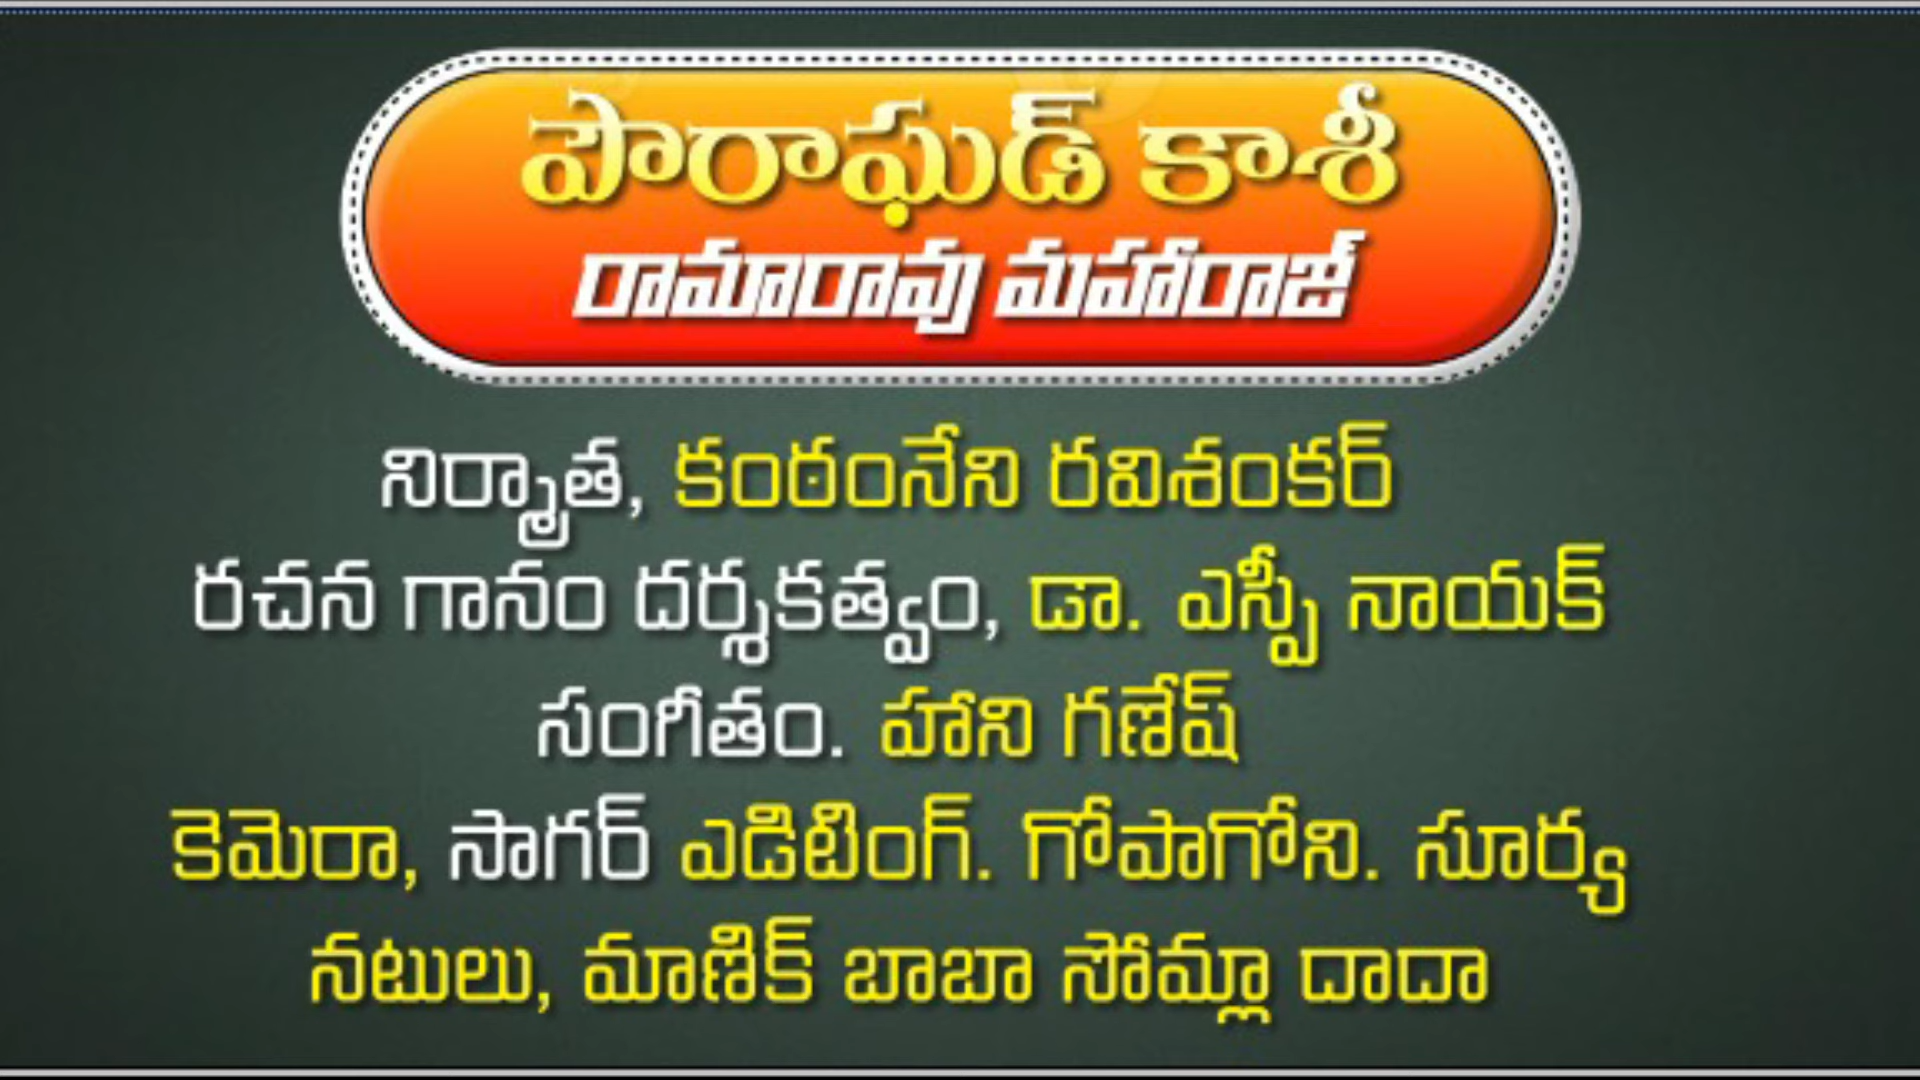 పౌరాఘడ్ కాశీ
రామారావు మహారాజ్
నిర్మాత, కంఠంనేని రవిశంకర్
రచన గానం దర్శకత్వం, డా. ఎస్పీ నాయక్
సంగీతం. హాని గణేష్
కెమెరా, సాగర్ ఎడిటింగ్. గోపాగోని. సూర్య
నటులు, మాణిక్ బాబా సోమ్లా దాదా